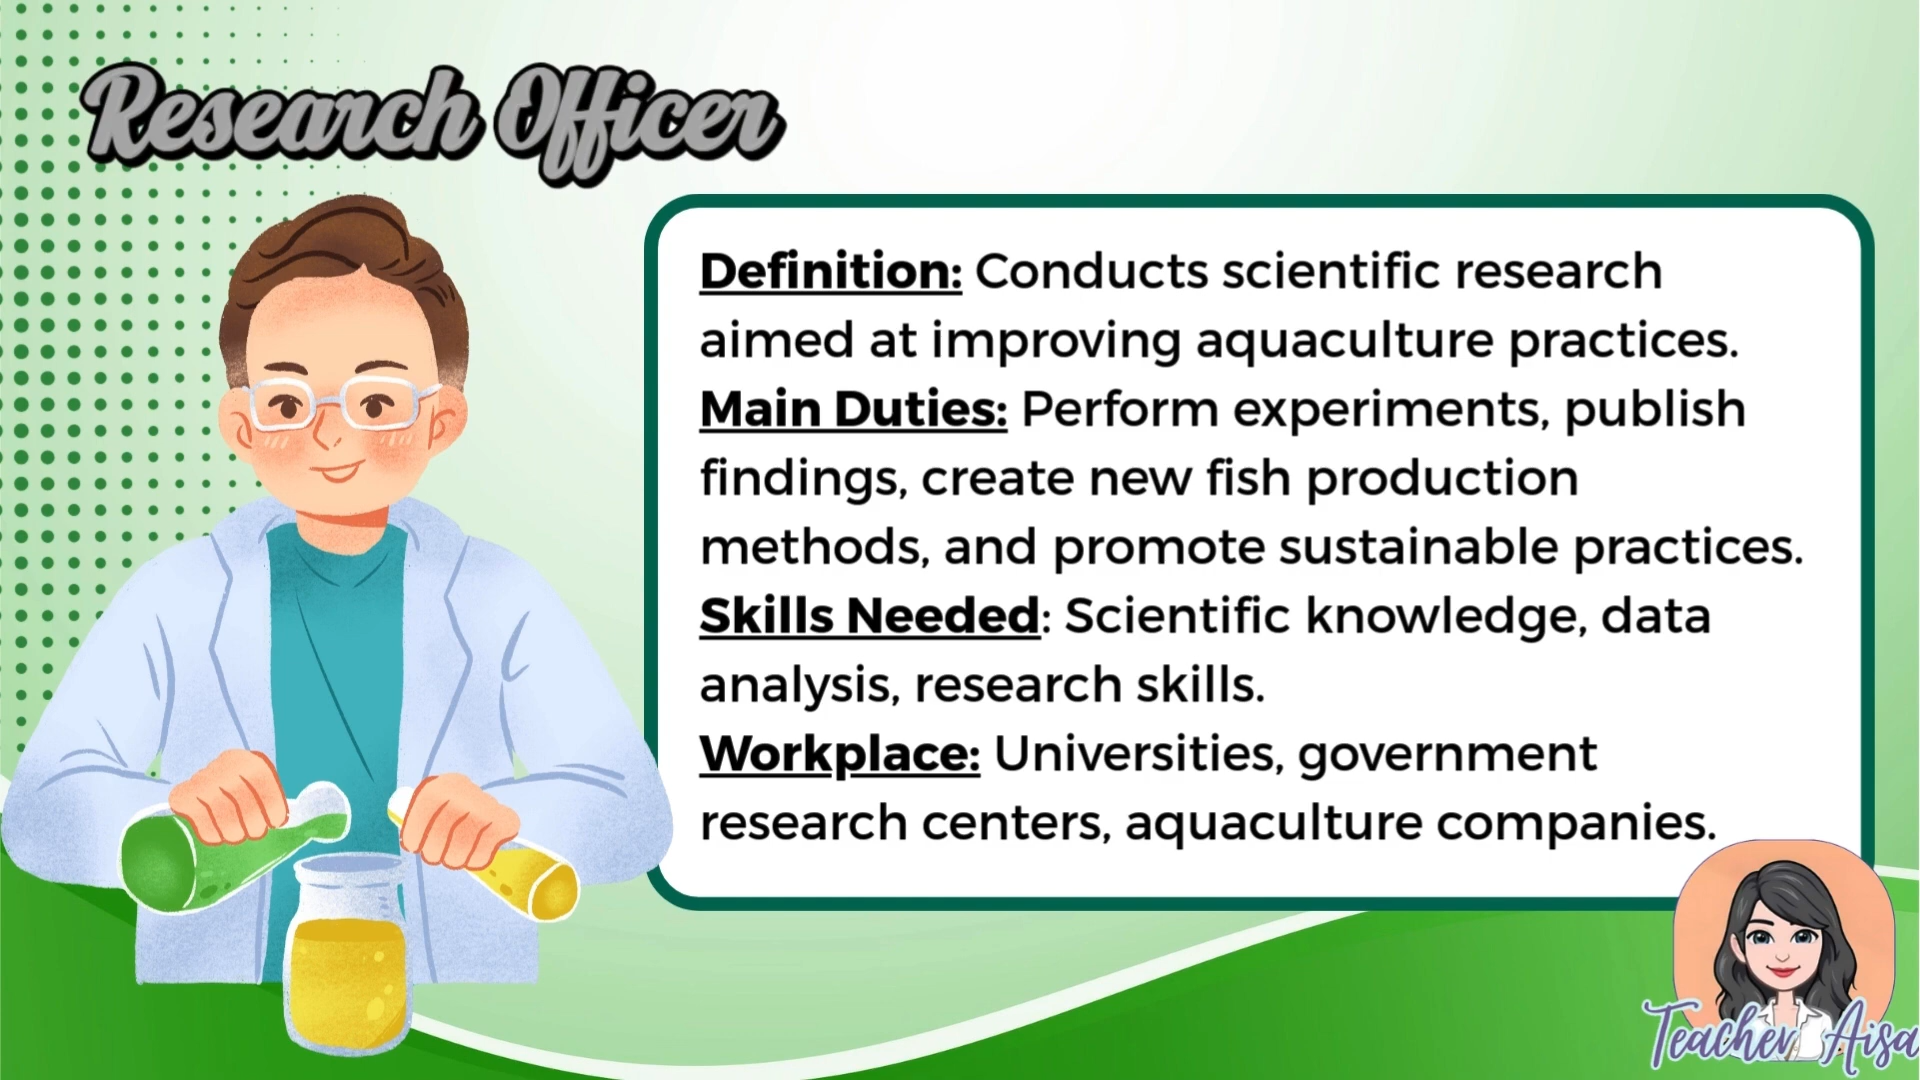 Research Officer
Definition: Conducts scientific research
aimed at improving aquaculture practices.
Main Duties: Perform experiments, publish
findings, create new fish production
methods, and promote sustainable practices.
Skills Needed: Scientific knowledge, data
analysis, research skills.
Workplace: Universities, government
research centers, aquaculture companies.
Teacher Aisa